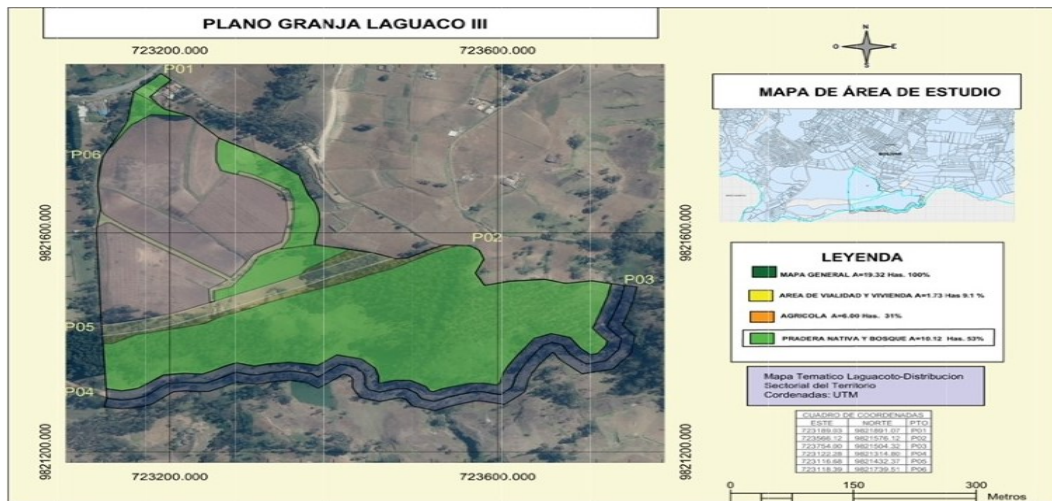 PLANO GRANJA LAGUACO III
723200.000
723600.000
P01
P06
P02
P03
P05
P04
9821600.000
9821200.000
9821600.000
9821200.000
723200.000
723600.000
N
O
E
S
MAPA DE ÁREA DE ESTUDIO
LEYENDA
MAPA GENERAL A=19.32 Has. 100%
AREA DE VIALIDAD Y VIVIENDA A=1.73 Has 9.1 %
AGRICOLA A=6.00 Has. 31%
PRADERA NATIVA Y BOSQUE A=10.12 Has. 53%
Mapa Tematico Laguacoto-Distribucion
Sectorial del Territorio
Cordenadas: UTM
CUADRO DE COORDENADAS
ESTE NORTE PTO.
723189.93 9821891.07 P01
723566.12 9821576.12 P02
723754.90 9821504.32 P03
723122.28 9821314.80 P04
723116.68 9821432.37 P05
723118.39 9821739.51 P06
0 150 300
Metros